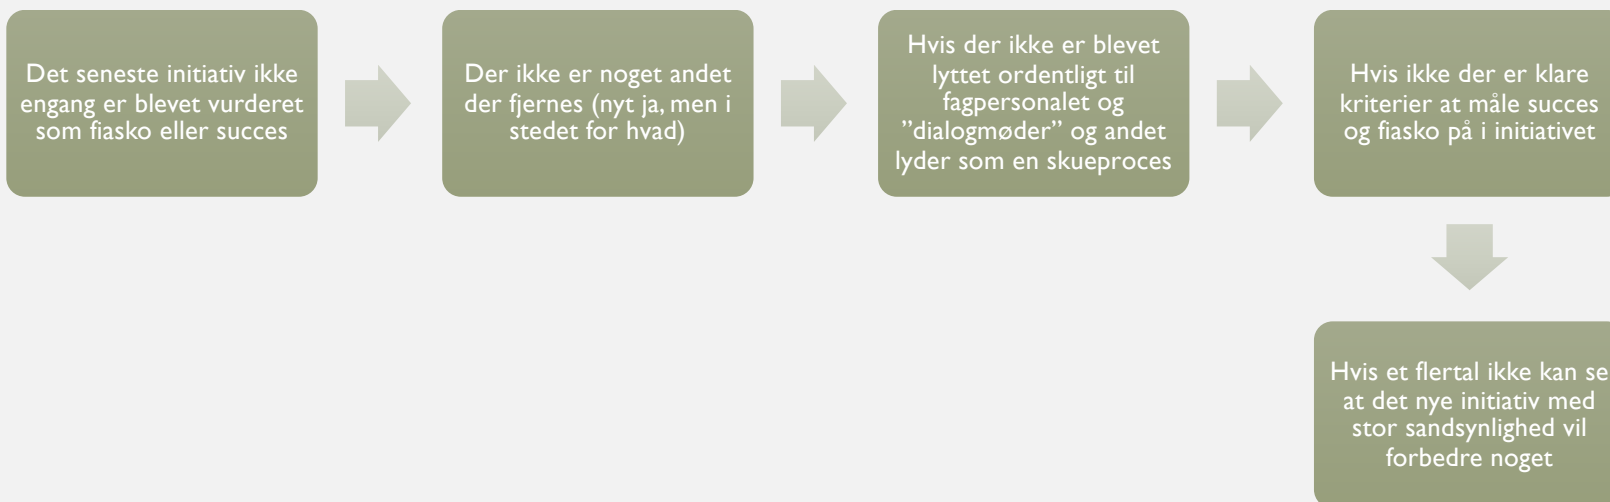 Det seneste initiativ ikke
engang er blevet vurderet
som fiasko eller succes
Der ikke er noget andet
der fjernes (nyt ja, men i
stedet for hvad)
Hvis der ikke er blevet
lyttet ordentligt til
fagpersonalet og
”dialogmøder” og andet
lyder som en skueproces
Hvis ikke der er klare
kriterier at måle succes
og fiasko på i initiativet
Hvis et flertal ikke kan se
at det nye initiativ med
stor sandsynlighed vil
forbedre noget